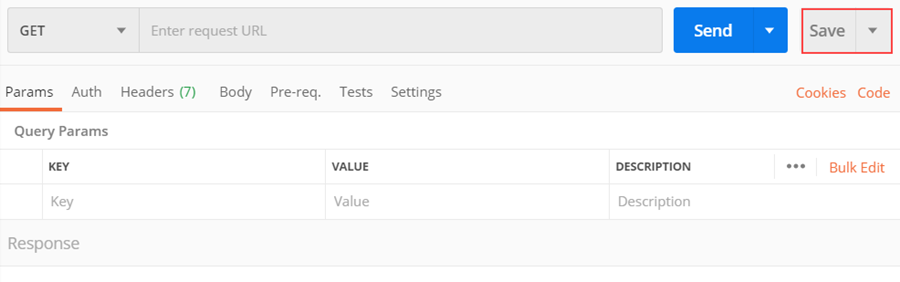 GET Enter request URL Send Save
Params Auth Headers (7) Body Pre-req. Tests Settings Cookies Code
Query Params
KEY VALUE DESCRIPTION ••• Bulk Edit
Key Value Description
Response